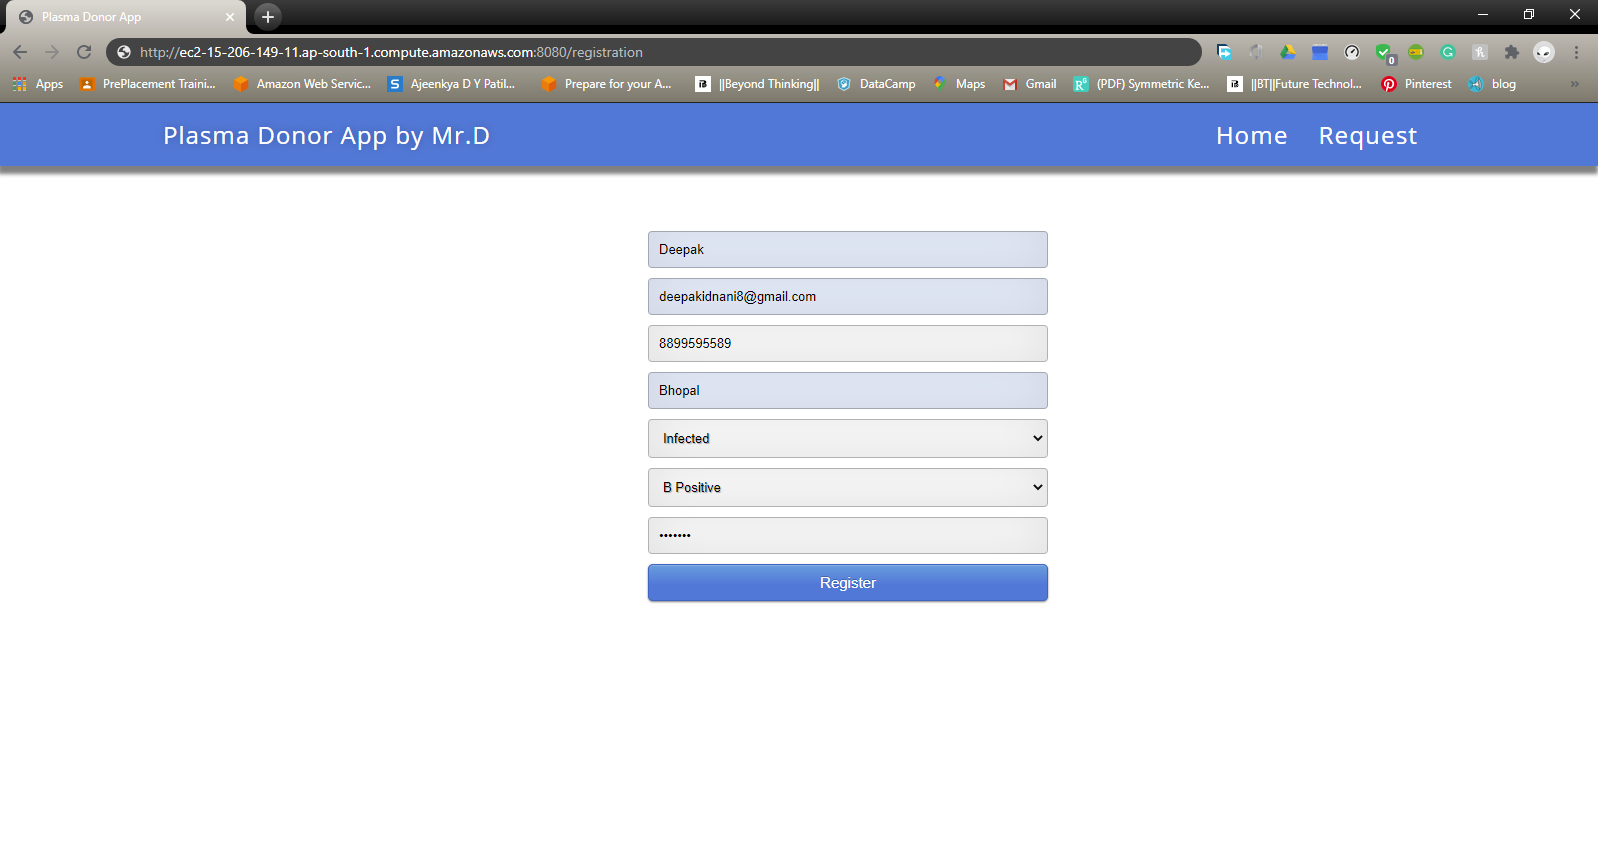 Plasma Donor App
http://ec2-15-206-149-11.ap-south-1.compute.amazonaws.com:8080/registration
0
Apps PrePlacement Traini... Amazon Web Servic... Ajeenkya D Y Patil... Prepare for your A... ||Beyond Thinking|| DataCamp Maps Gmail (PDF) Symmetric Ke... ||BT||Future Technol... Pinterest blog »
Plasma Donor App by Mr.D Home Request
Deepak
deepakidnani8@gmail.com
8899595589
Bhopal
Infected
B Positive
•••••••
Register